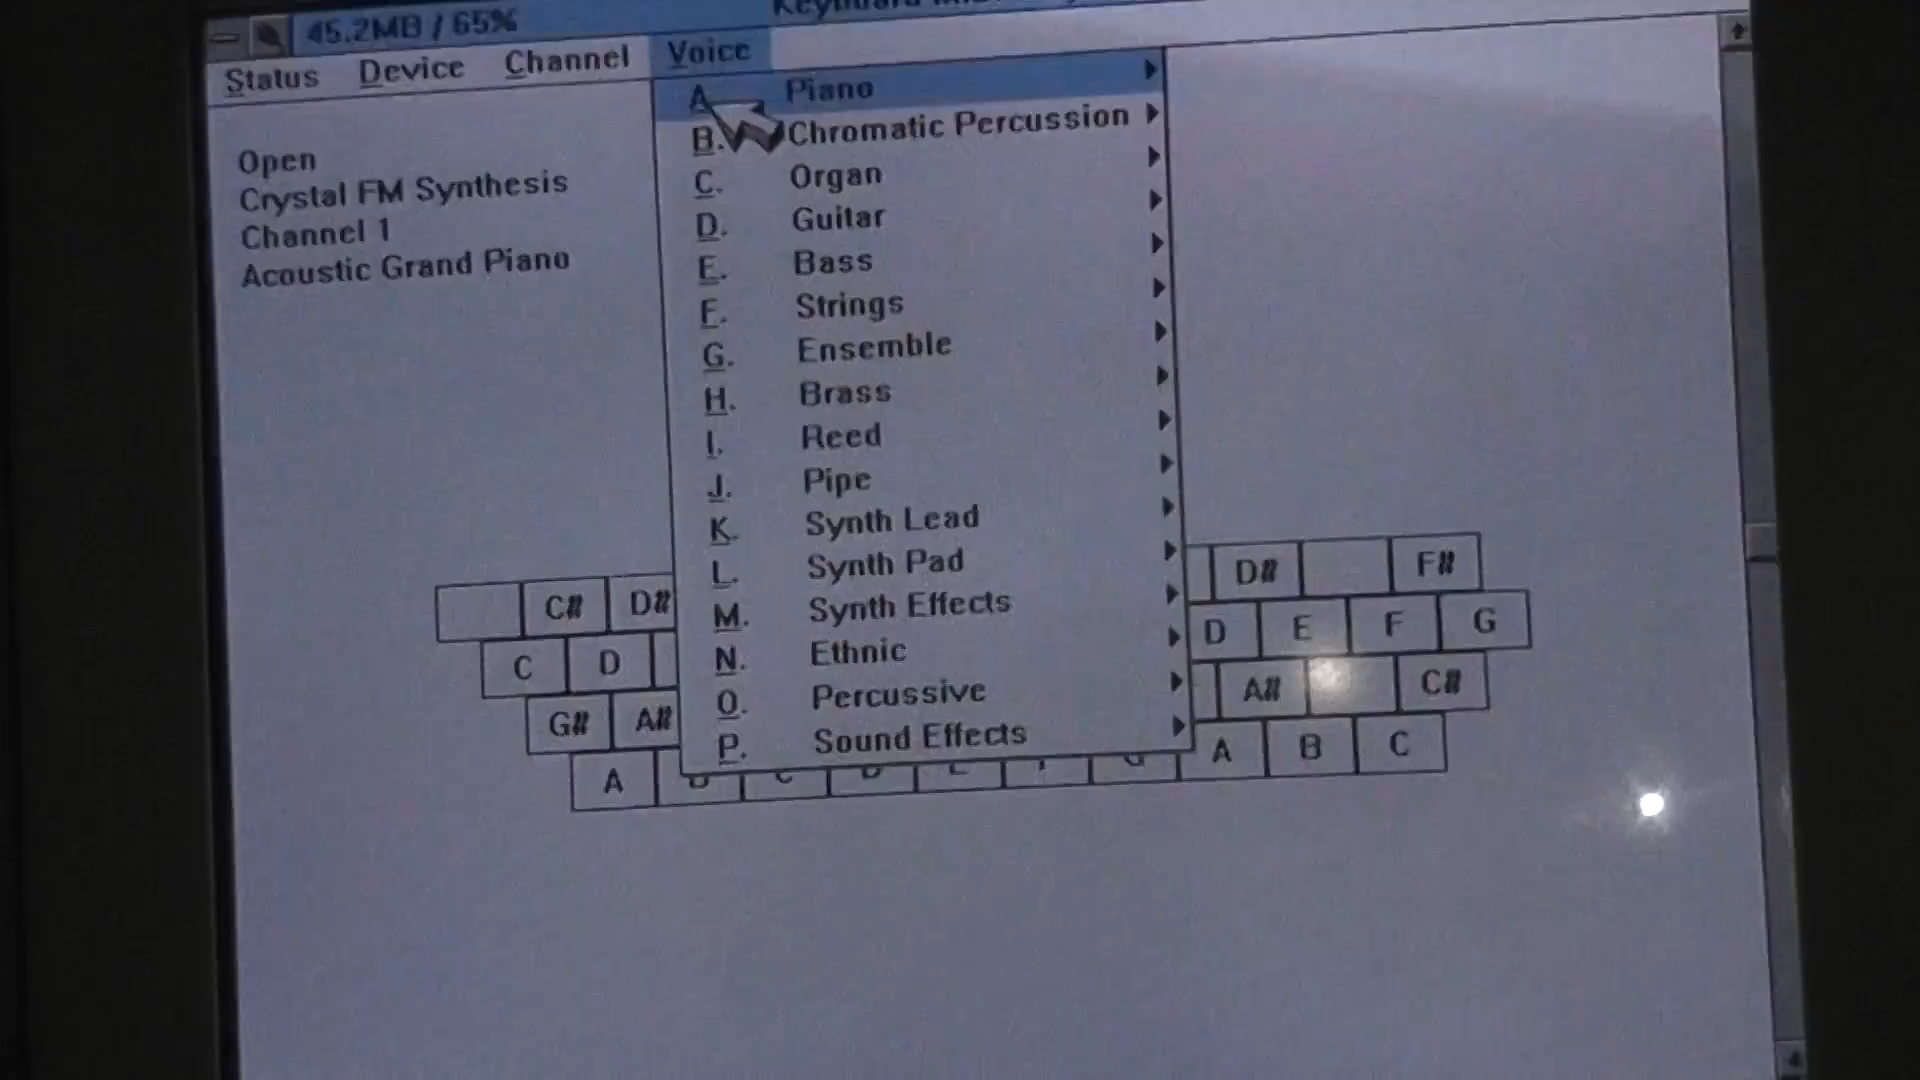 45.2MB / 65%
Status Device Channel Voice
Open
Crystal FM Synthesis
Channel 1
Acoustic Grand Piano
A. Piano
B. Chromatic Percussion
C. Organ
D. Guitar
E. Bass
F. Strings
G. Ensemble
H. Brass
I. Reed
J. Pipe
K. Synth Lead
L. Synth Pad
M. Synth Effects
N. Ethnic
O. Percussive
P. Sound Effects
C# D# D# F#
C D D E F G
G# A# A# C#
A A B C